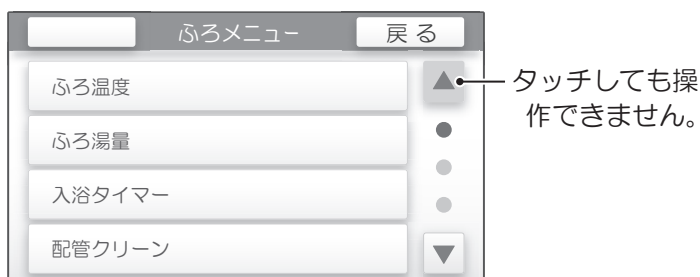 ふろメニュー
戻る
ふろ温度
ふろ湯量
入浴タイマー
配管クリーン
▲
▼
タッチしても操
作できません。